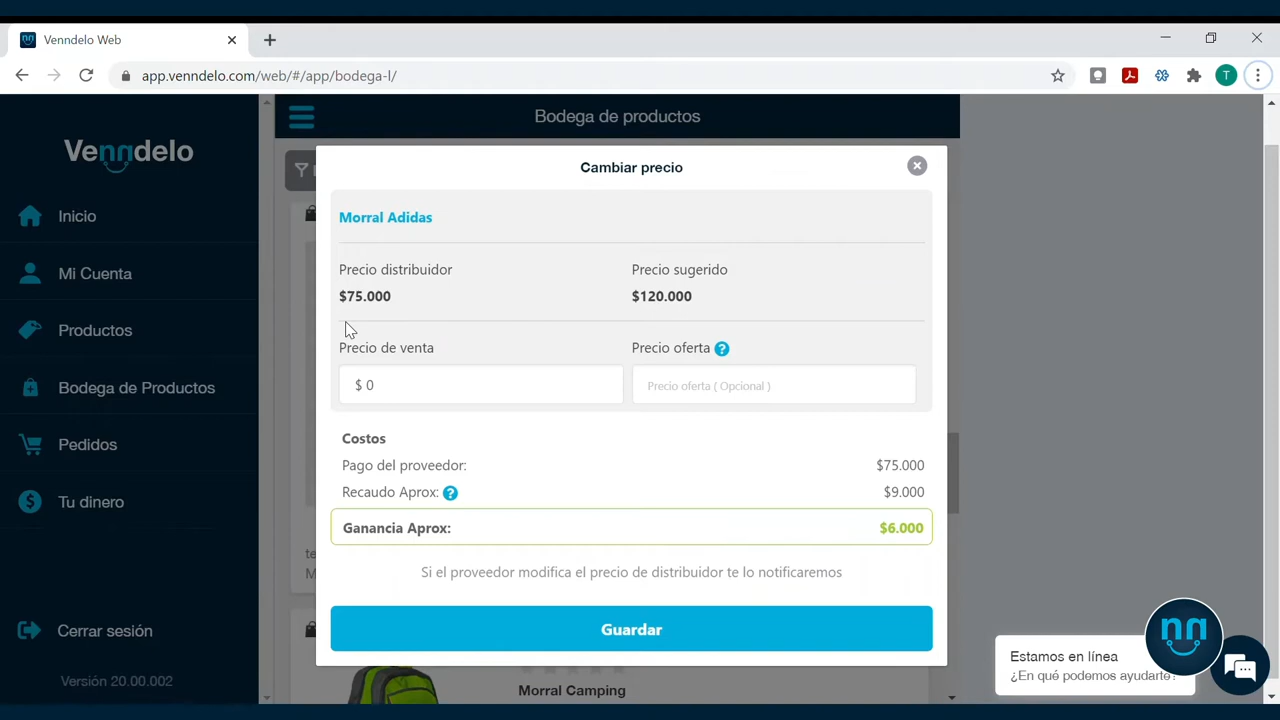 Venndelo Web
app.venndelo.com/web/#/app/bodega-l/
T
Venndelo
Inicio
Mi Cuenta
Productos
Bodega de Productos
Pedidos
Tu dinero
Cerrar sesión
Versión 20.00.002
Bodega de productos
Cambiar precio
Morral Adidas
Precio distribuidor
Precio sugerido
$75.000
$120.000
Precio de venta
Precio oferta ?
$ 0
Precio oferta ( Opcional )
Costos
Pago del proveedor:
$75.000
Recaudo Aprox: ?
$9.000
Ganancia Aprox:
$6.000
Si el proveedor modifica el precio de distribuidor te lo notificaremos
Guardar
Morral Camping
Estamos en línea
¿En qué podemos ayudarte?